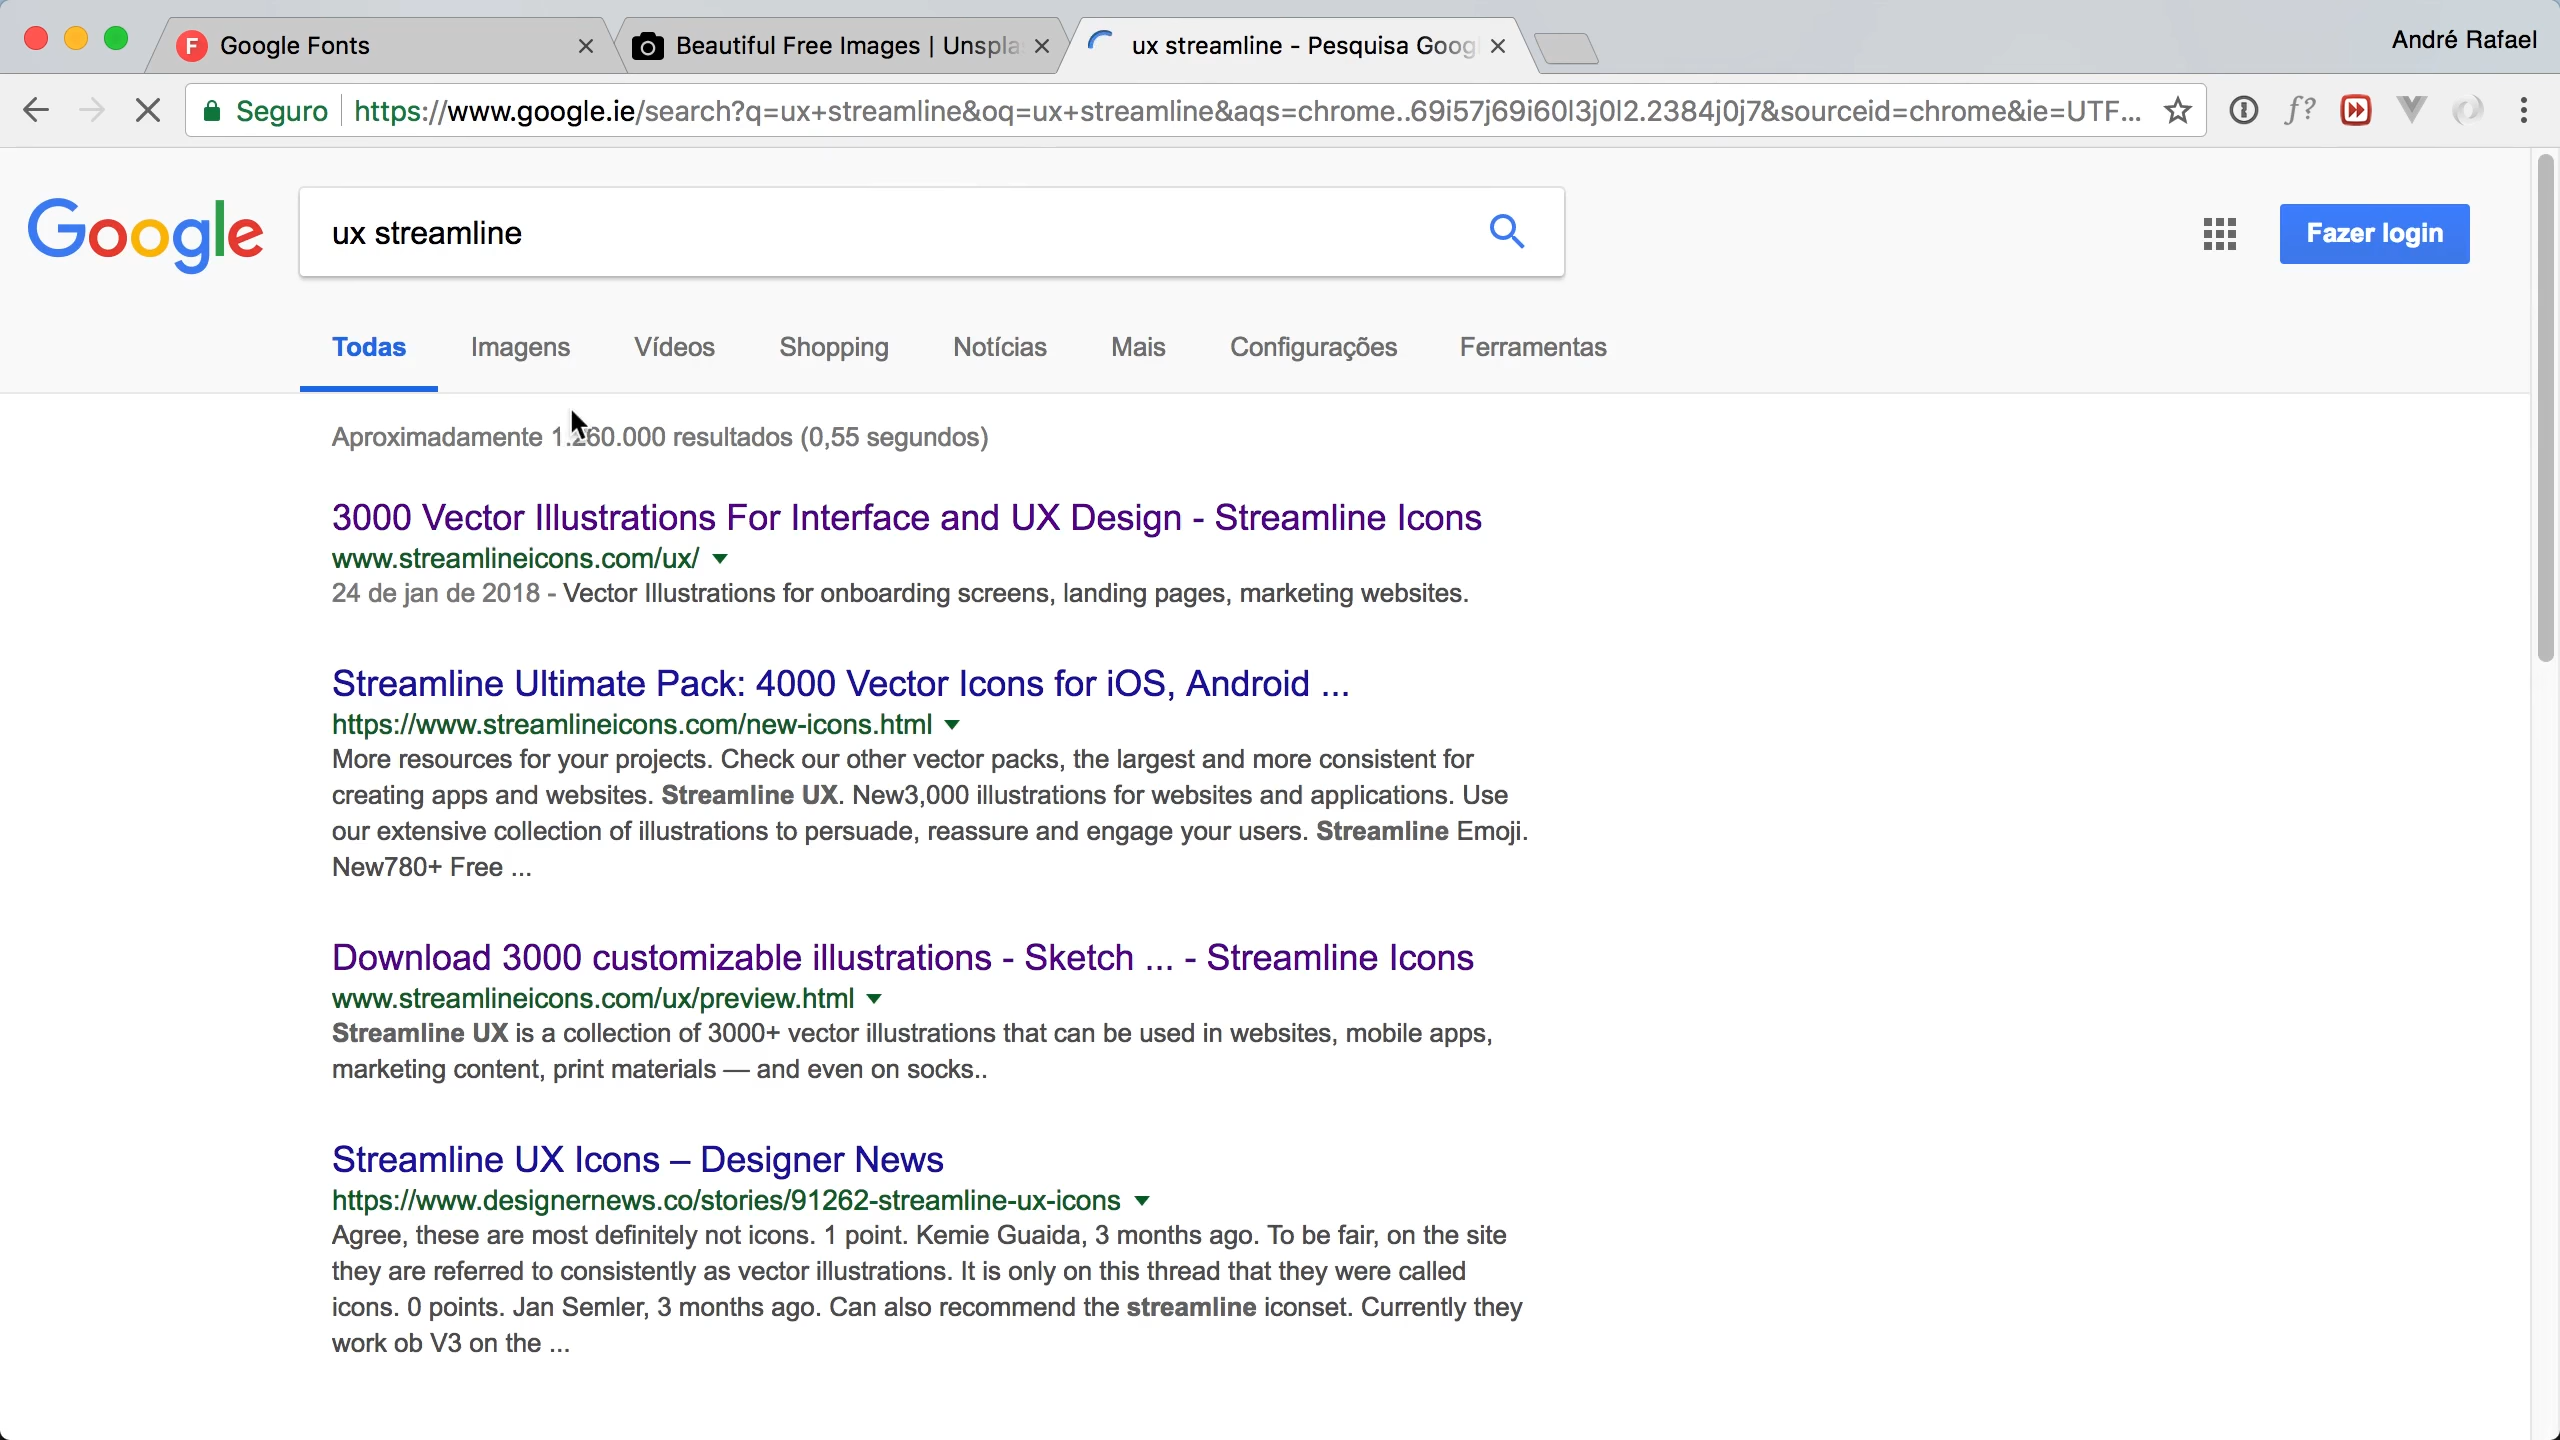 Google Fonts
Beautiful Free Images | Unspla
ux streamline - Pesquisa Goog
André Rafael
Seguro
https://www.google.ie/search?q=ux+streamline&oq=ux+streamline&aqs=chrome..69i57j69i60l3j0l2.2384j0j7&sourceid=chrome&ie=UTF...
f?
Google
ux streamline
Fazer login
Todas
Imagens
Vídeos
Shopping
Notícias
Mais
Configurações
Ferramentas
Aproximadamente 1.260.000 resultados (0,55 segundos)
3000 Vector Illustrations For Interface and UX Design - Streamline Icons
www.streamlineicons.com/ux/
24 de jan de 2018 - Vector Illustrations for onboarding screens, landing pages, marketing websites.
Streamline Ultimate Pack: 4000 Vector Icons for iOS, Android ...
https://www.streamlineicons.com/new-icons.html
More resources for your projects. Check our other vector packs, the largest and more consistent for
creating apps and websites. Streamline UX. New3,000 illustrations for websites and applications. Use
our extensive collection of illustrations to persuade, reassure and engage your users. Streamline Emoji.
New780+ Free ...
Download 3000 customizable illustrations - Sketch ... - Streamline Icons
www.streamlineicons.com/ux/preview.html
Streamline UX is a collection of 3000+ vector illustrations that can be used in websites, mobile apps,
marketing content, print materials — and even on socks..
Streamline UX Icons – Designer News
https://www.designernews.co/stories/91262-streamline-ux-icons
Agree, these are most definitely not icons. 1 point. Kemie Guaida, 3 months ago. To be fair, on the site
they are referred to consistently as vector illustrations. It is only on this thread that they were called
icons. 0 points. Jan Semler, 3 months ago. Can also recommend the streamline iconset. Currently they
work ob V3 on the ...